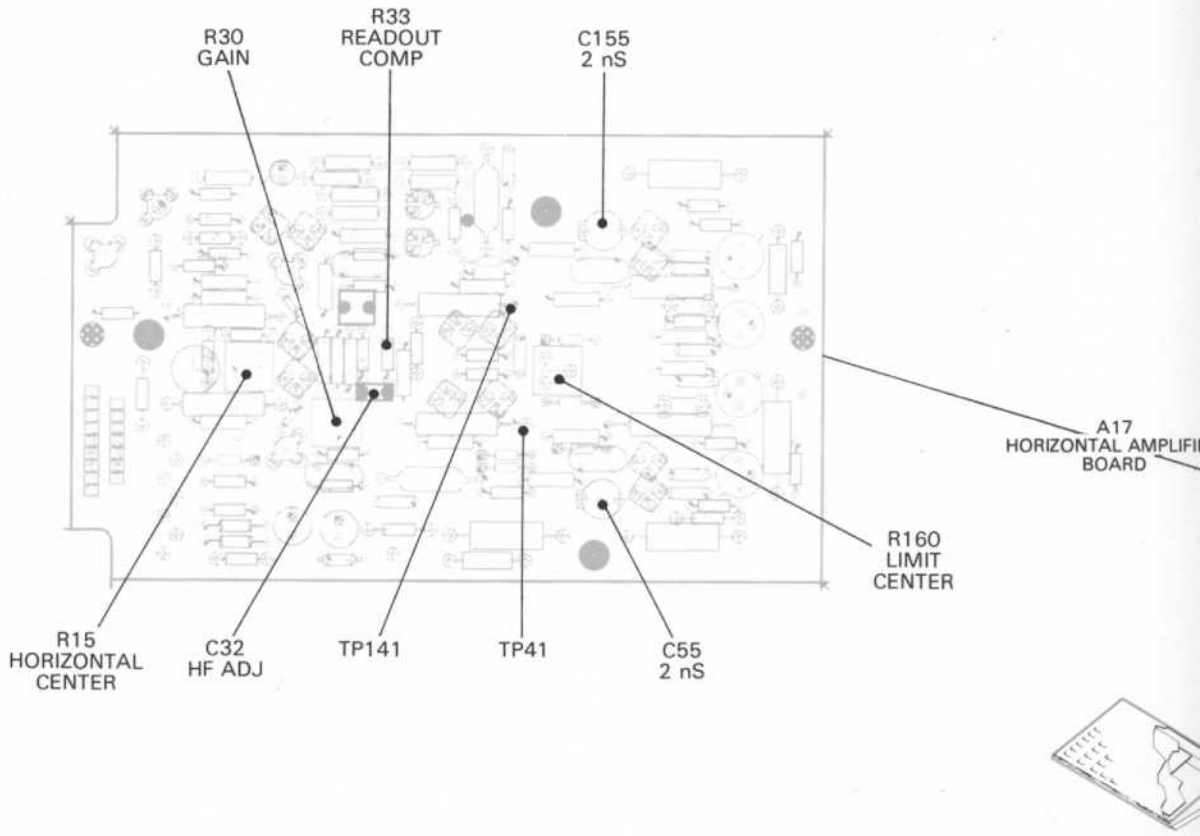 R30
GAIN
R33
READOUT
COMP
C155
2 nS
A17
HORIZONTAL AMPLIFI
BOARD
R160
LIMIT
CENTER
R15
HORIZONTAL
CENTER
C32
HF ADJ
TP141
TP41
C55
2 nS